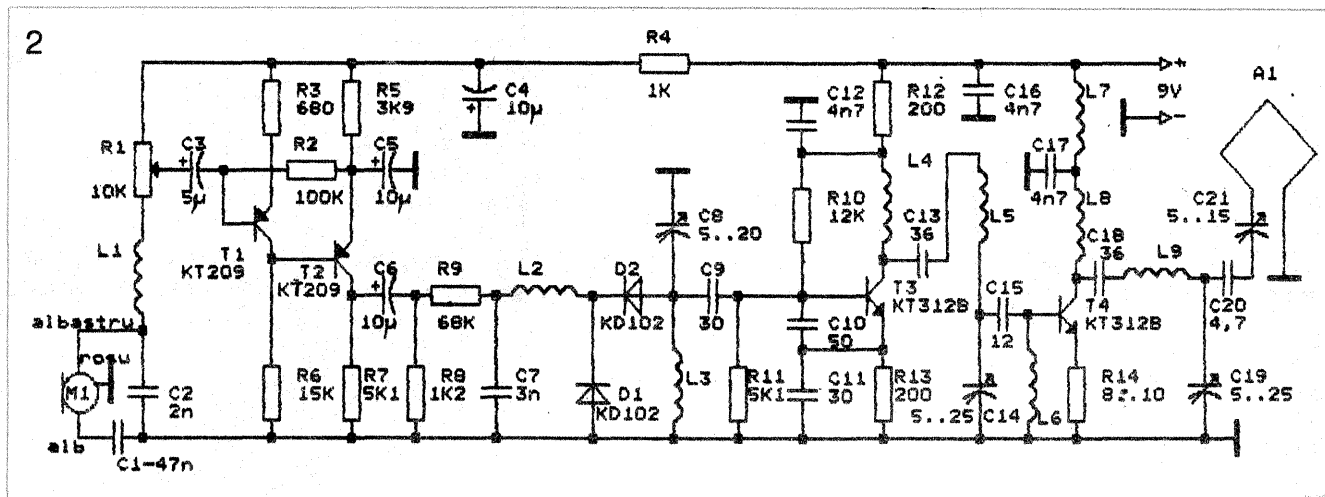 2
R4
1K
R3
680
R5
3K9
C4
10µ
+
C12
4n7
R12
200
C16
4n7
L7
+
9V
-
A1
R1
10K
C3
+
5µ
R2
100K
C5
+
10µ
C17
4n7
L8
L4
L5
R10
12K
C13
36
C8
5..20
C21
5..15
C18
36
L9
L1
T1
KT209
T2
KT209
C6
+
10µ
R9
68K
L2
D2
KD102
C9
30
T3
KT312B
C15
12
T4
KT312B
C20
4,7
albastru
rosu
M1
alb
C2
2n
C1-47n
R6
15K
R7
5K1
R8
1K2
C7
3n
D1
KD102
L3
R11
5K1
C10
50
C11
30
R13
200
5..25
C14
L6
R14
C19
5..25